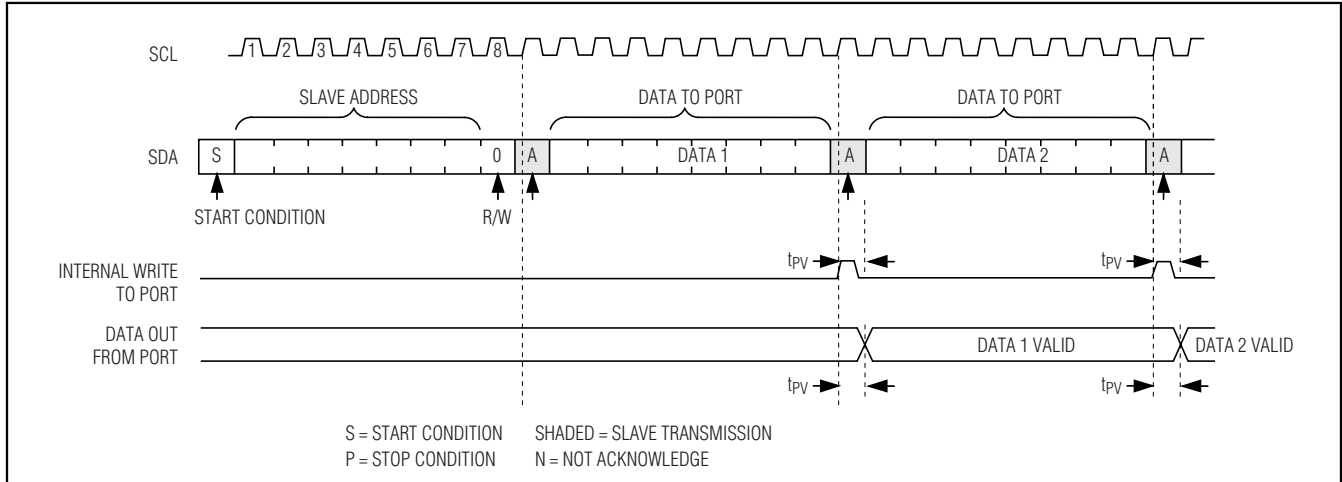 SCL 1 2 3 4 5 6 7 8
SLAVE ADDRESS DATA TO PORT DATA TO PORT
SDA S 0 A DATA 1 A DATA 2 A
START CONDITION R/W
INTERNAL WRITE
TO PORT
tPV tPV
DATA OUT
FROM PORT
DATA 1 VALID DATA 2 VALID
tPV tPV
S = START CONDITION SHADED = SLAVE TRANSMISSION
P = STOP CONDITION N = NOT ACKNOWLEDGE